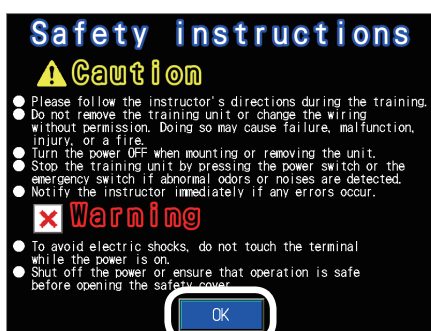 Safety instructions
Caution
● Please follow the instructor's directions during the training.
● Do not remove the training unit or change the wiring
without permission. Doing so may cause failure, malfunction,
injury, or a fire.
● Turn the power OFF when mounting or removing the unit.
● Stop the training unit by pressing the power switch or the
emergency switch if abnormal odors or noises are detected.
● Notify the instructor immediately if any errors occur.
Warning
● To avoid electric shocks, do not touch the terminal
while the power is on.
● Shut off the power or ensure that operation is safe
before opening the safety cover.
OK